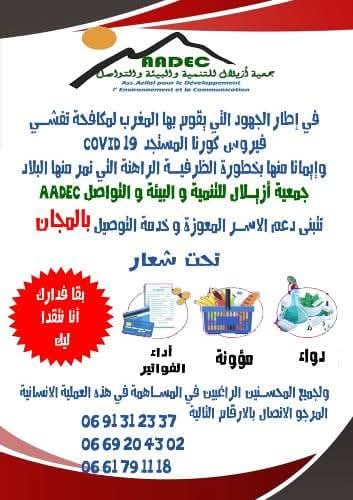 AADEC
جمعية أزيلال للتنمية والبيئة والتواصل
Ass.Azilal pour le Développement
l'Environnement et la Communication
في إطار الجهود التي يقوم بها المغرب لمكافحة تفشي
فيروس كورنا المستجد COVID 19
وإيمانا منها بخطورة الظرفية الراهنة التي تمر منها البلاد
جمعية أزيلال للتنمية و البيئة و التواصل AADEC
تتبنى دعم الاسر المعوزة و خدمة التوصيل بالمجان
تحت شعار
بقا فدارك
أنا نتقدا
ليك
دواء
مؤونة
أداء
الفواتير
ولجميع المحسنين الراغبين في المساهمة في هذه العملية الانسانية
المرجو الاتصال بالارقام التالية
06 91 31 23 37
06 69 20 43 02
06 61 79 11 18